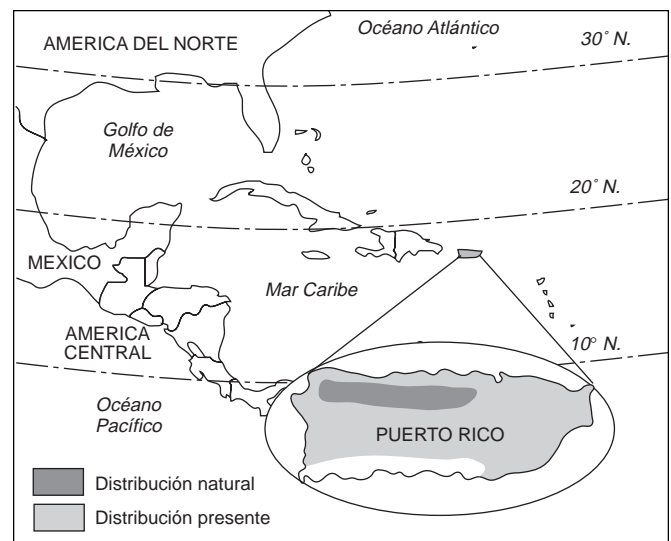 AMERICA DEL NORTE
Océano Atlántico
30° N.
Golfo de
México
20° N.
MEXICO
Mar Caribe
AMERICA
CENTRAL
10° N.
Océano
Pacífico
PUERTO RICO
Distribución natural
Distribución presente